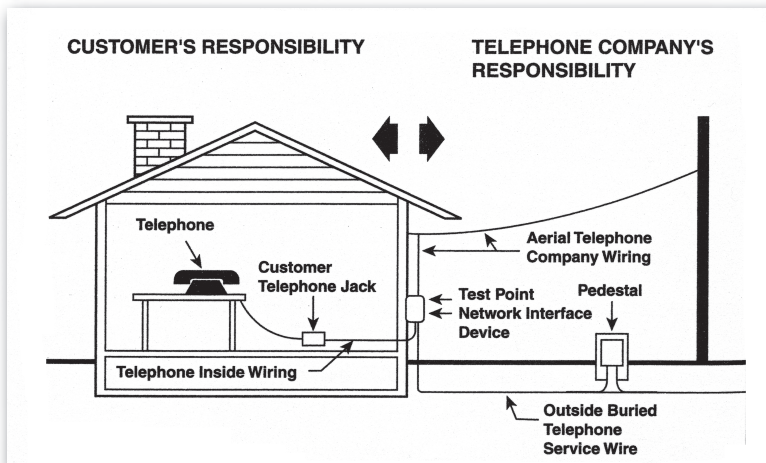 CUSTOMER'S RESPONSIBILITY
TELEPHONE COMPANY'S
RESPONSIBILITY
Telephone
Customer
Telephone Jack
Aerial Telephone
Company Wiring
Test Point
Network Interface
Device
Pedestal
Telephone Inside Wiring
Outside Buried
Telephone
Service Wire